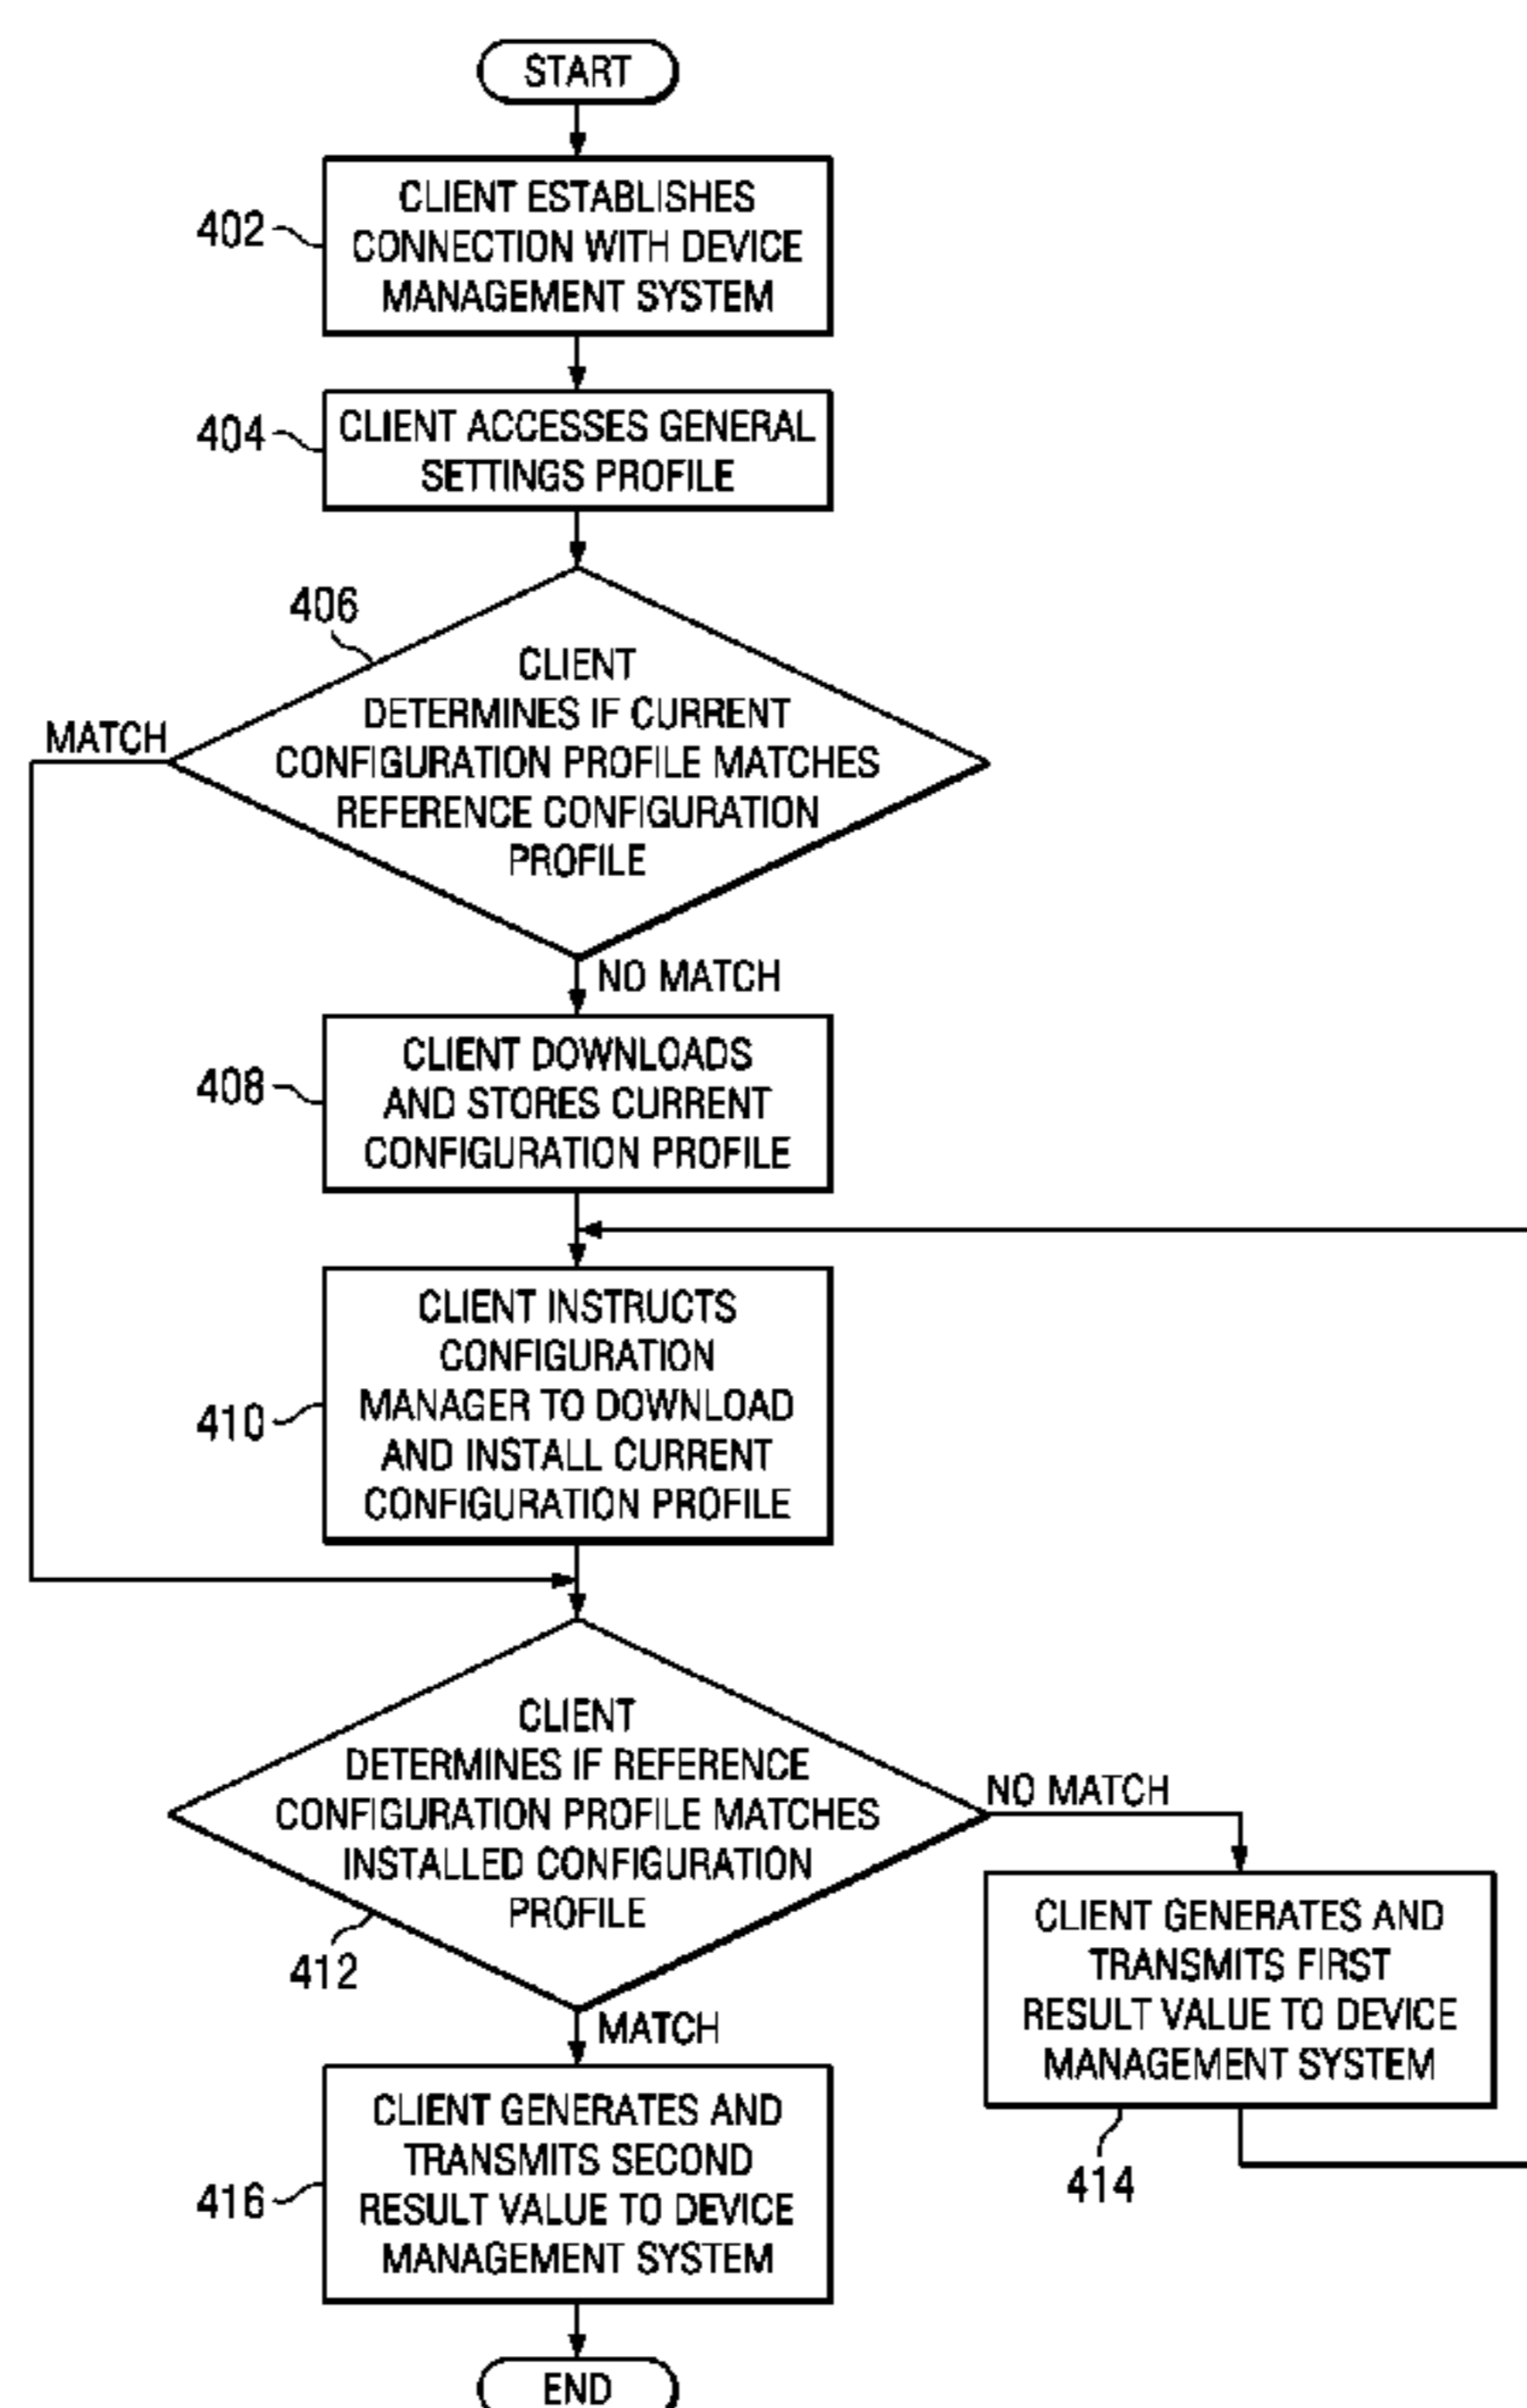 START
402
CLIENT ESTABLISHES
CONNECTION WITH DEVICE
MANAGEMENT SYSTEM
404
CLIENT ACCESSES GENERAL
SETTINGS PROFILE
406
CLIENT
DETERMINES IF CURRENT
CONFIGURATION PROFILE MATCHES
REFERENCE CONFIGURATION
PROFILE
MATCH
NO MATCH
408
CLIENT DOWNLOADS
AND STORES CURRENT
CONFIGURATION PROFILE
410
CLIENT INSTRUCTS
CONFIGURATION
MANAGER TO DOWNLOAD
AND INSTALL CURRENT
CONFIGURATION PROFILE
CLIENT
DETERMINES IF REFERENCE
CONFIGURATION PROFILE MATCHES
INSTALLED CONFIGURATION
PROFILE
412
NO MATCH
CLIENT GENERATES AND
TRANSMITS FIRST
RESULT VALUE TO DEVICE
MANAGEMENT SYSTEM
414
MATCH
416
CLIENT GENERATES AND
TRANSMITS SECOND
RESULT VALUE TO DEVICE
MANAGEMENT SYSTEM
END